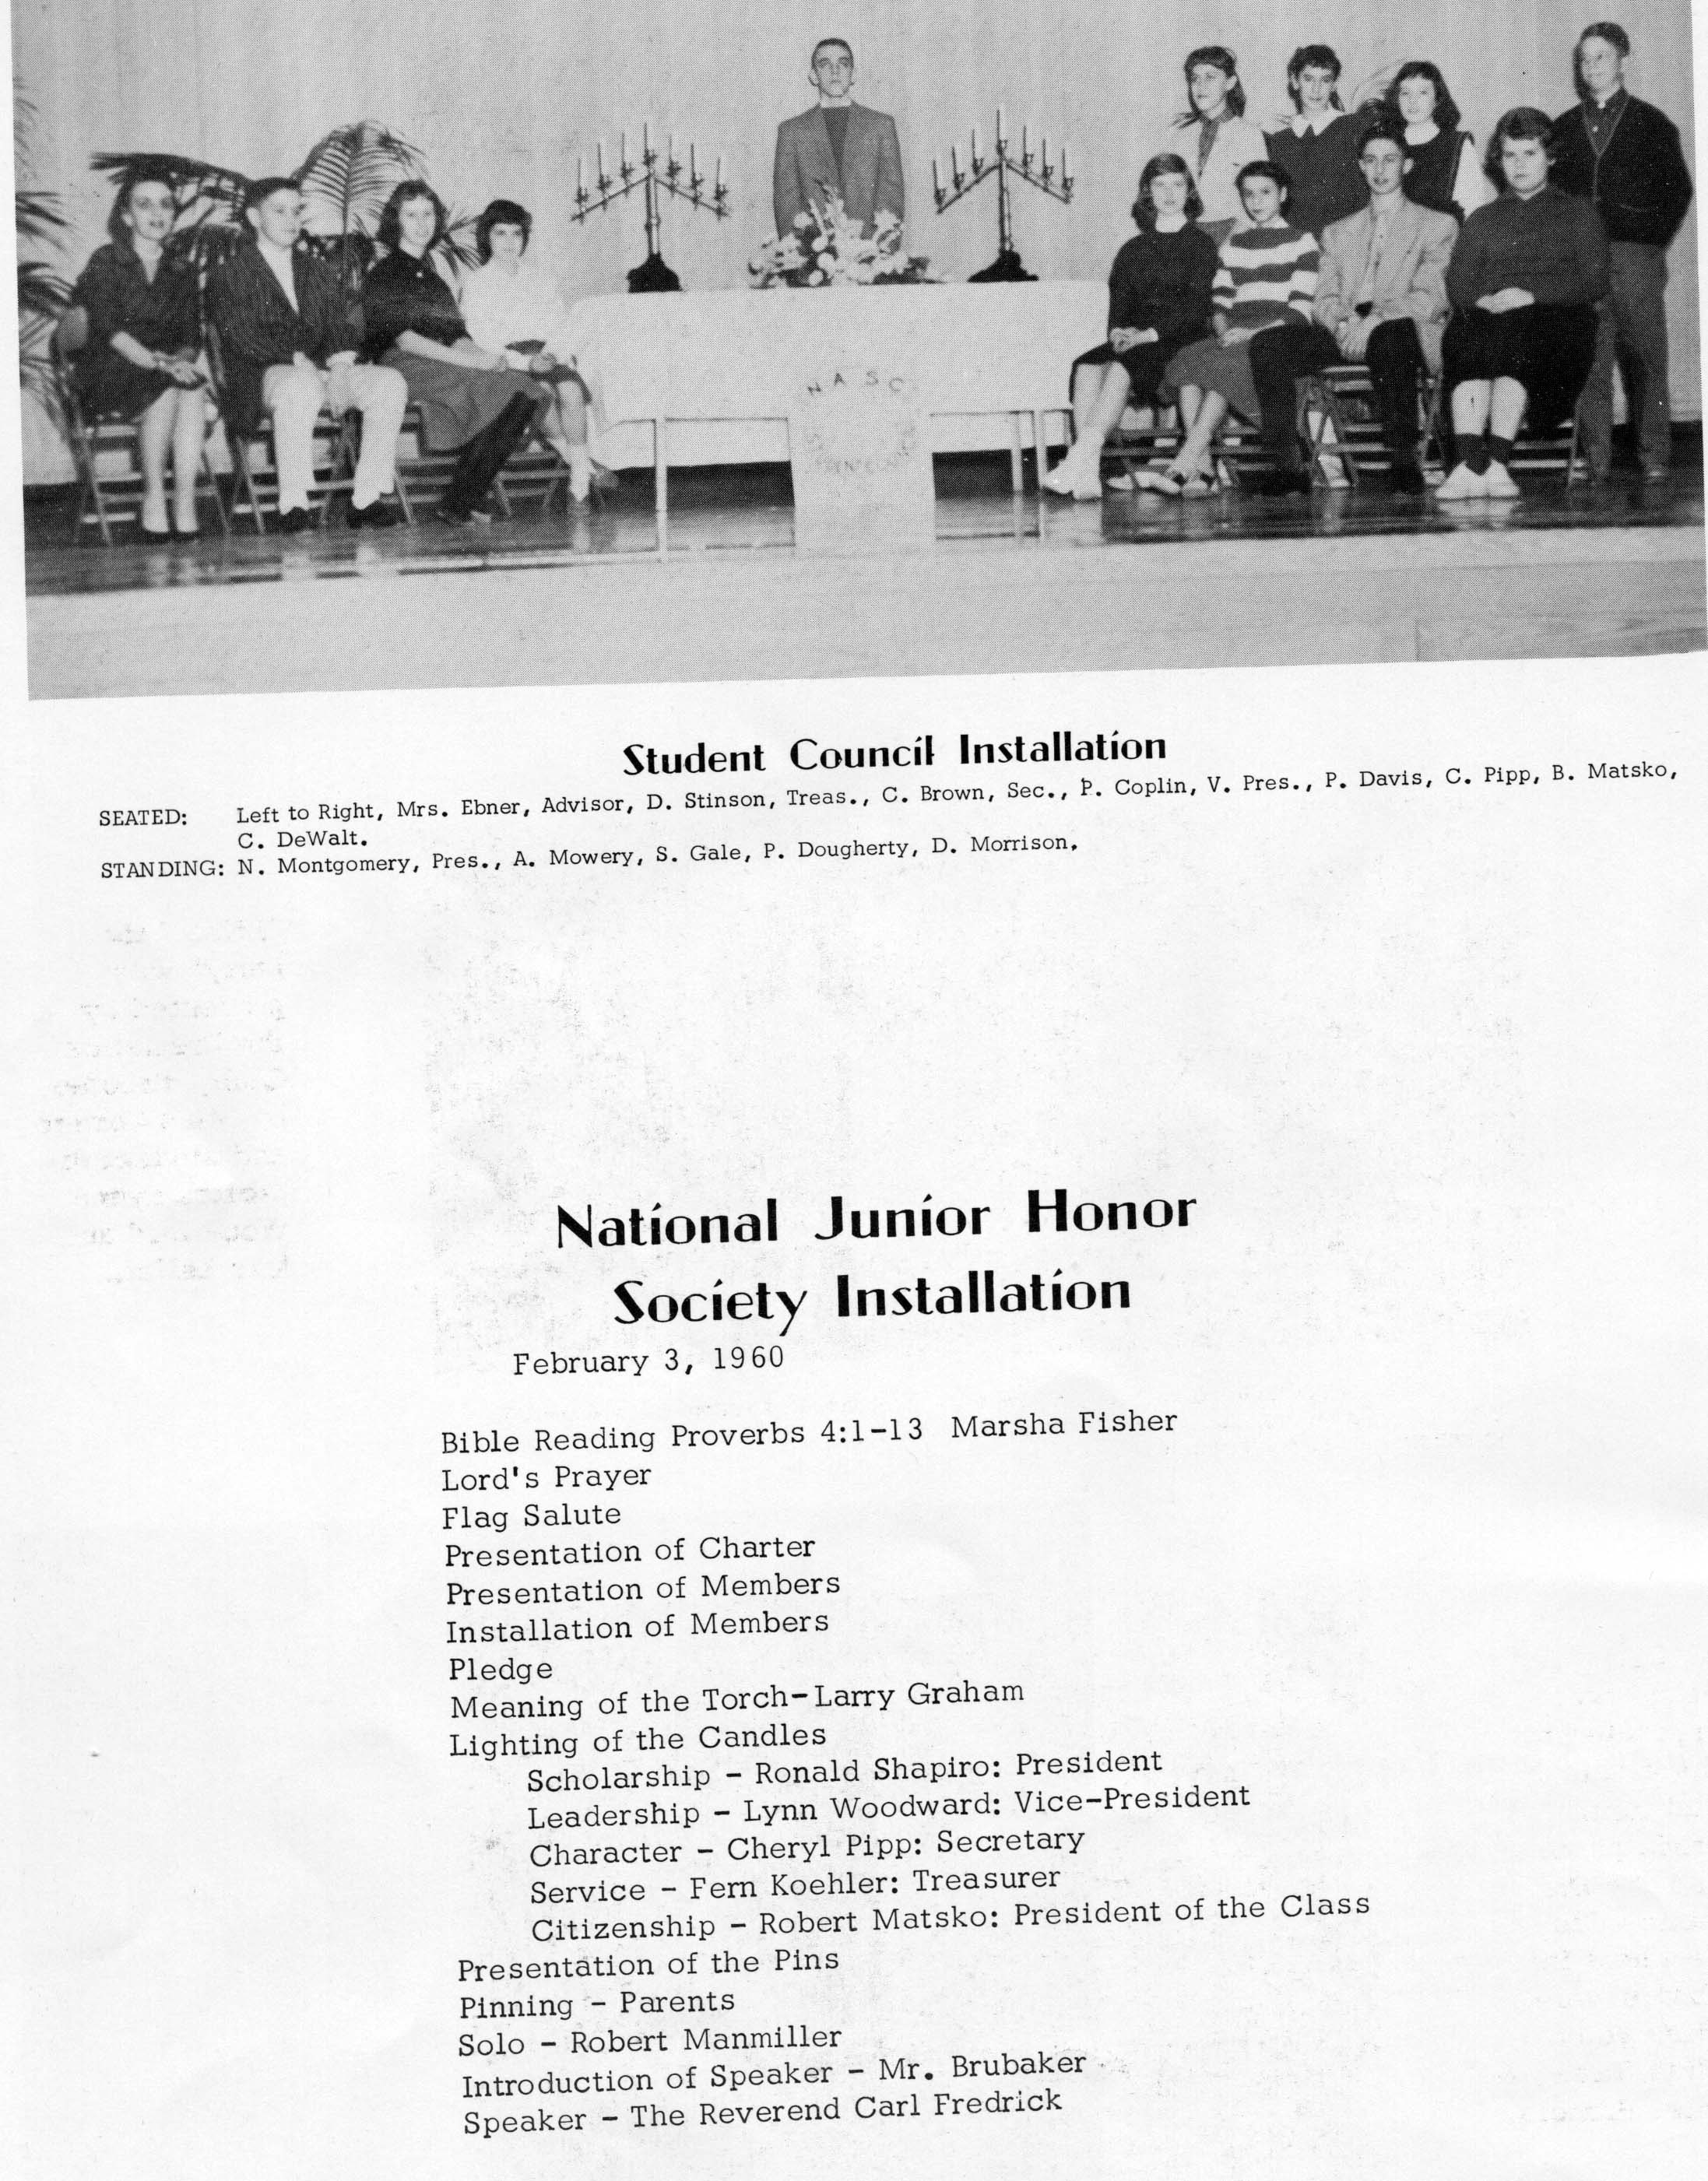 N A S C
Student Council Installation
SEATED: Left to Right, Mrs. Ebner, Advisor, D. Stinson, Treas., C. Brown, Sec., P. Coplin, V. Pres., P. Davis, C. Pipp, B. Matsko,
C. DeWalt.
STANDING: N. Montgomery, Pres., A. Mowery, S. Gale, P. Dougherty, D. Morrison.
National Junior Honor
Society Installation
February 3, 1960
Bible Reading Proverbs 4:1-13 Marsha Fisher
Lord's Prayer
Flag Salute
Presentation of Charter
Presentation of Members
Installation of Members
Pledge
Meaning of the Torch-Larry Graham
Lighting of the Candles
Scholarship - Ronald Shapiro: President
Leadership - Lynn Woodward: Vice-President
Character - Cheryl Pipp: Secretary
Service - Fern Koehler: Treasurer
Citizenship - Robert Matsko: President of the Class
Presentation of the Pins
Pinning - Parents
Solo - Robert Manmiller
Introduction of Speaker - Mr. Brubaker
Speaker - The Reverend Carl Fredrick